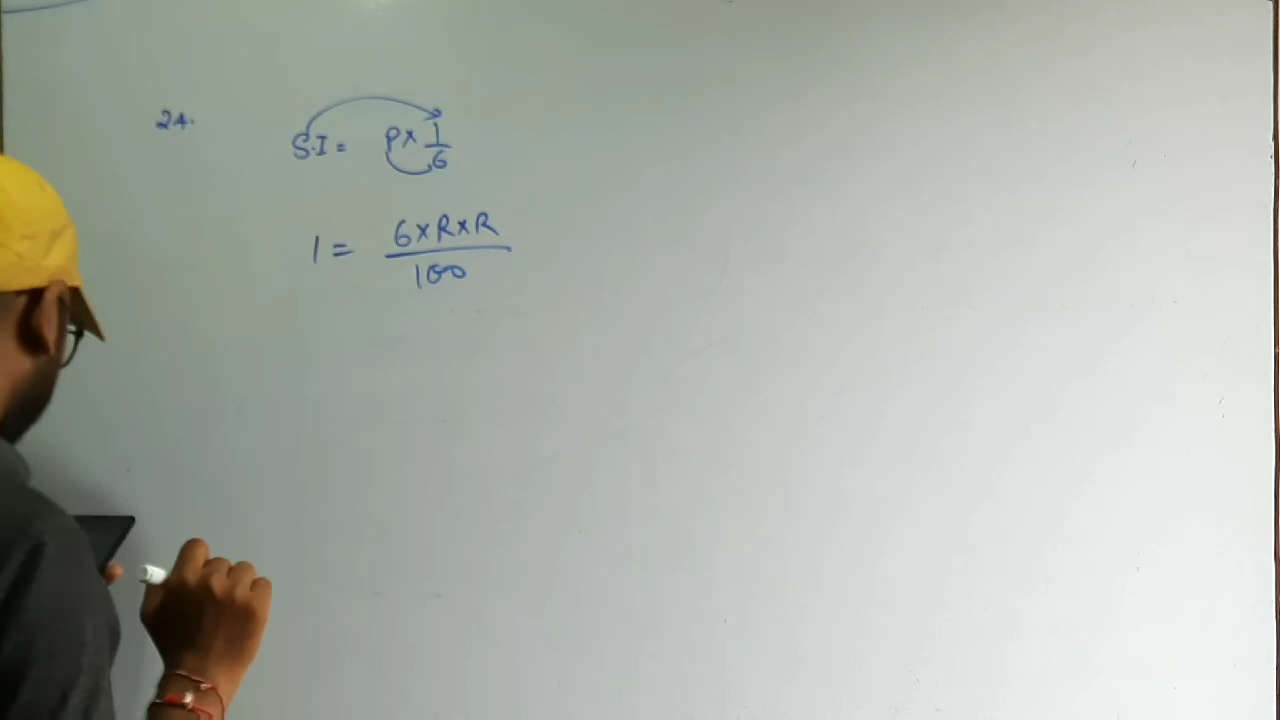 24.
S.I = P × 1/6
1 = 6×R×R/100